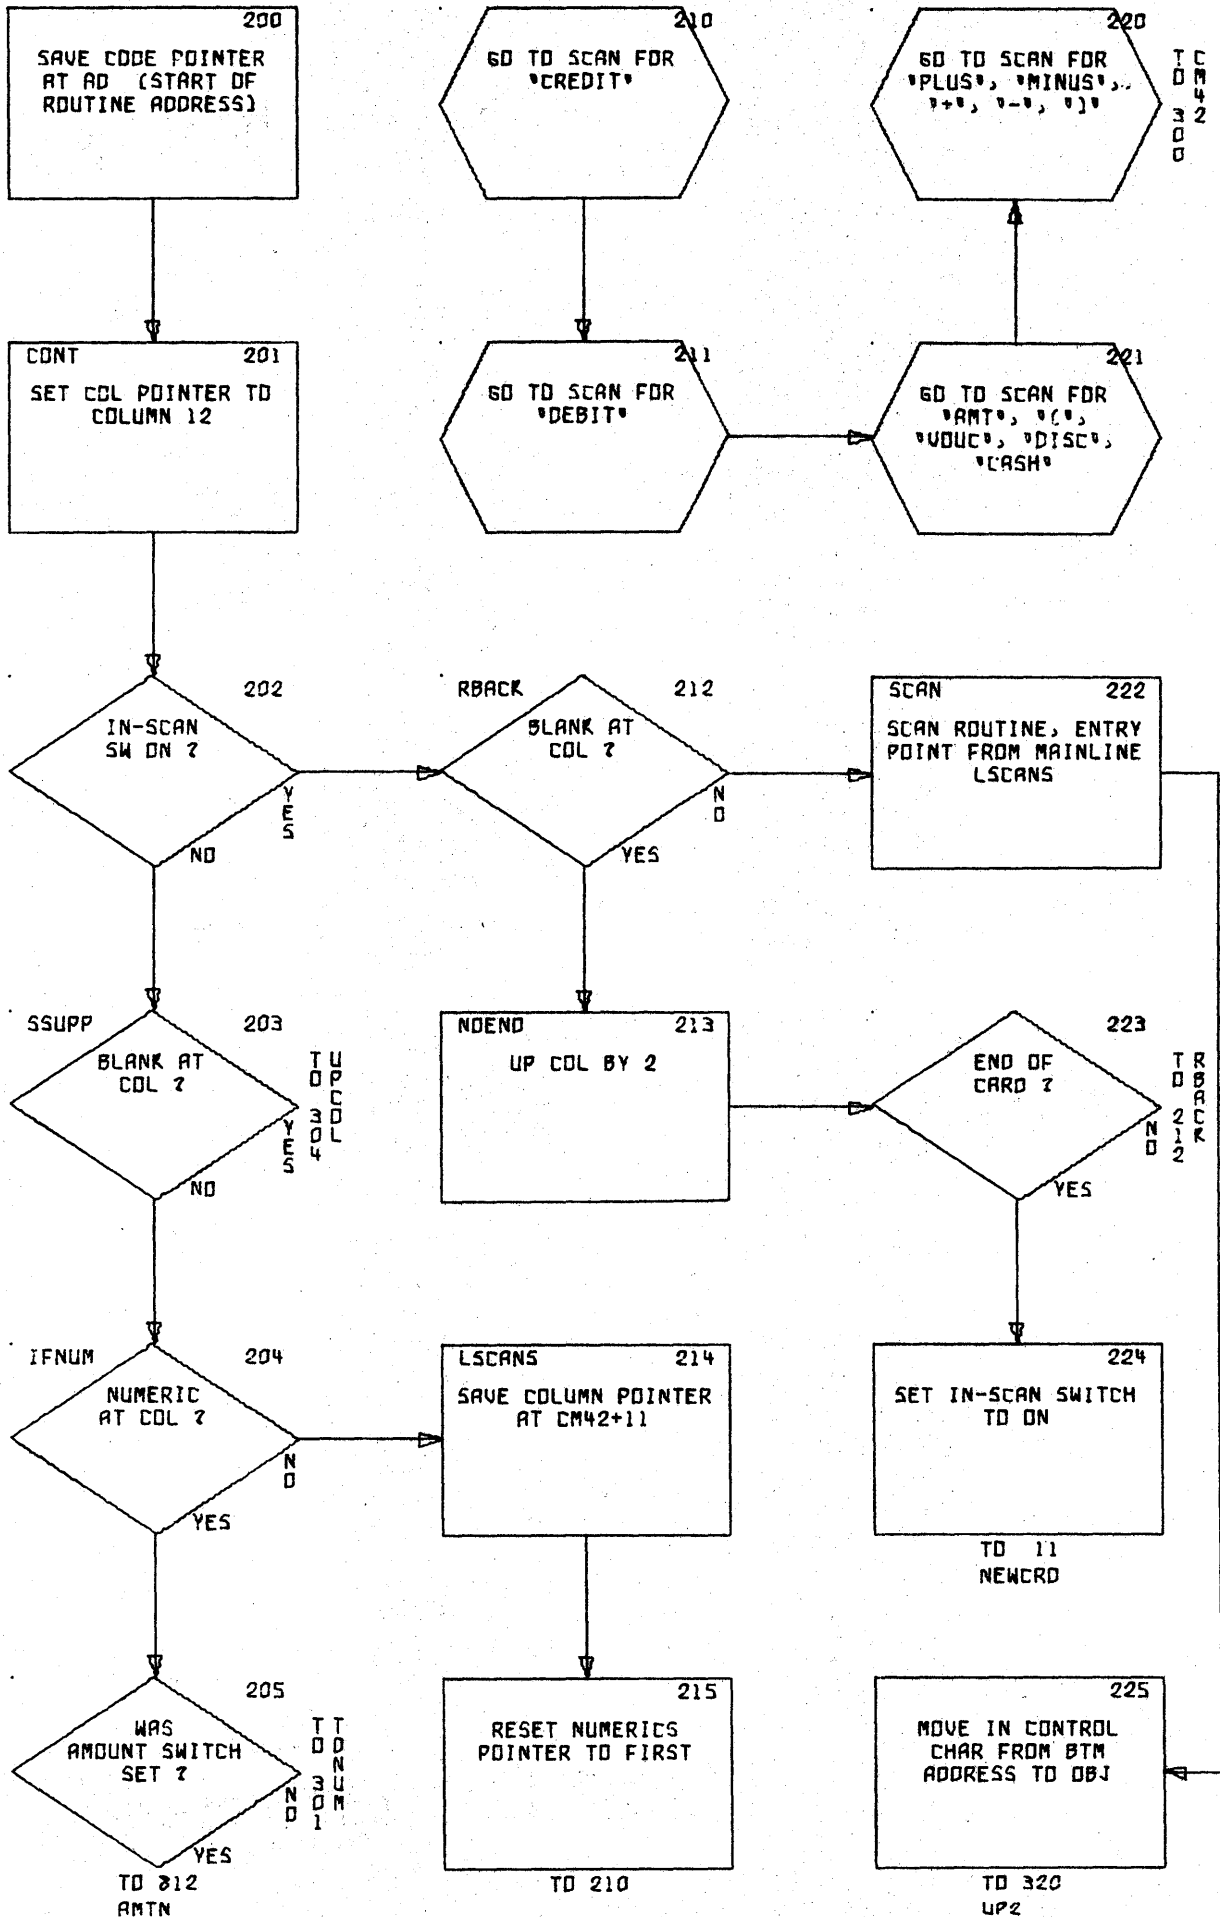 200
SAVE CODE POINTER
AT AD (START OF
ROUTINE ADDRESS)
210
GO TO SCAN FOR
"CREDIT"
220
GO TO SCAN FOR
"PLUS", "MINUS",
"+", "-", ")"
TO 300
CM42
CONT 201
SET COL POINTER TO
COLUMN 12
211
GO TO SCAN FOR
"DEBIT"
221
GO TO SCAN FOR
"AMT", "(",
"VOUC", "DISC",
"CASH"
202
IN-SCAN
SW ON ?
YES
NO
RBACK 212
BLANK AT
COL ?
NO
YES
SCAN 222
SCAN ROUTINE, ENTRY
POINT FROM MAINLINE
LSCANS
SSUPP 203
BLANK AT
COL ?
YES
TO 304
UPCOL
NO
NOEND 213
UP COL BY 2
223
END OF
CARD ?
NO
TO 212
RBACK
YES
IFNUM 204
NUMERIC
AT COL ?
NO
YES
LSCANS 214
SAVE COLUMN POINTER
AT CM42+11
224
SET IN-SCAN SWITCH
TO ON
TO 11
NEWCRD
205
WAS
AMOUNT SWITCH
SET ?
NO
TO 301
TONUM
YES
TO 312
AMTN
215
RESET NUMERICS
POINTER TO FIRST
TO 210
225
MOVE IN CONTROL
CHAR FROM BTM
ADDRESS TO OBJ
TO 320
UP2